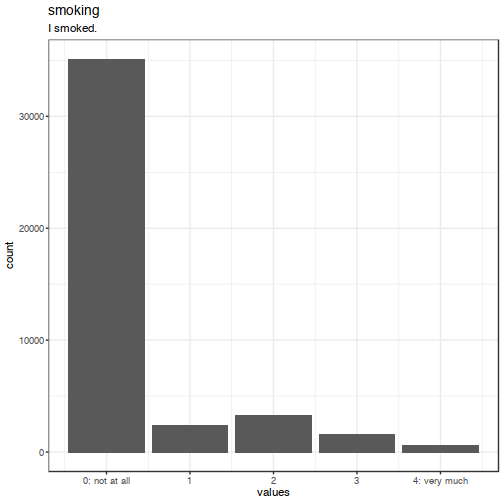 smoking
I smoked.
count
30000
20000
10000
0
0: not at all 1 2 3 4: very much
values